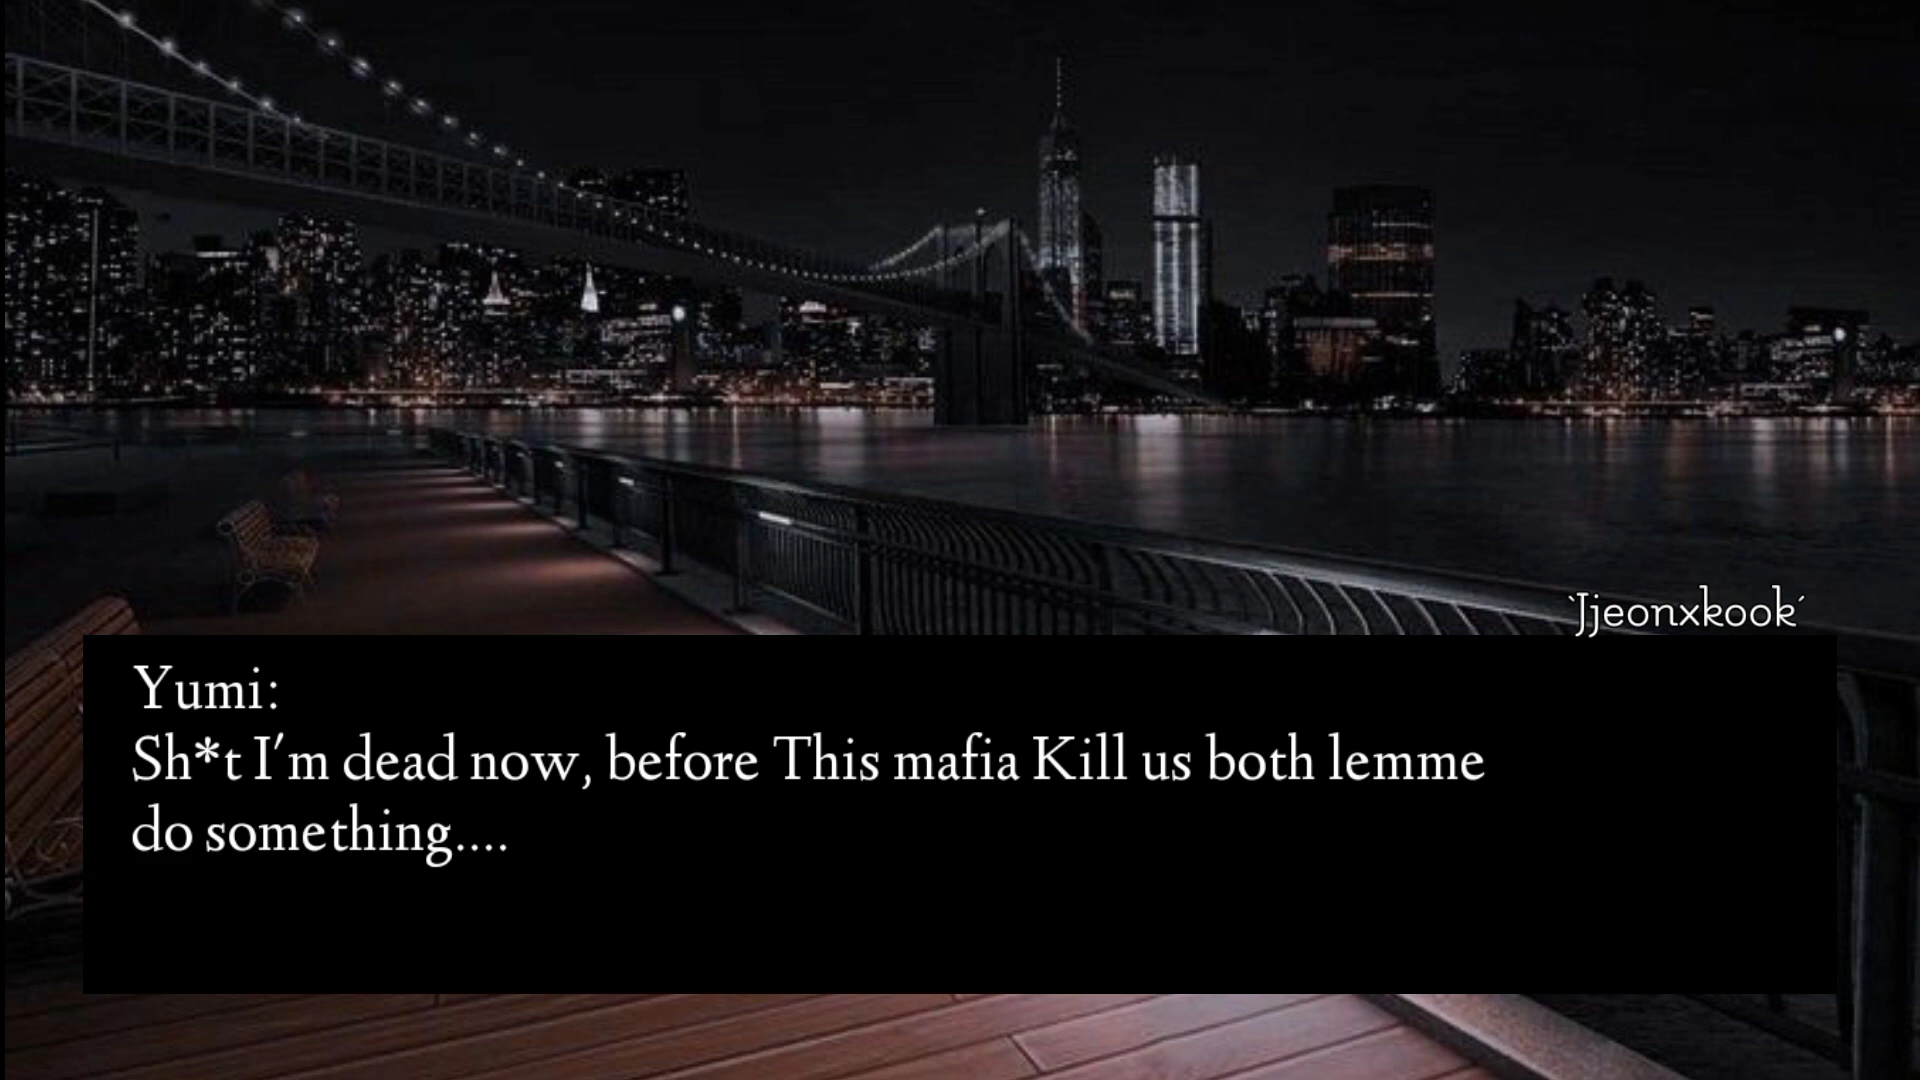 `Jjeonxkook´
Yumi:
Sh*t I'm dead now, before This mafia Kill us both lemme
do something....